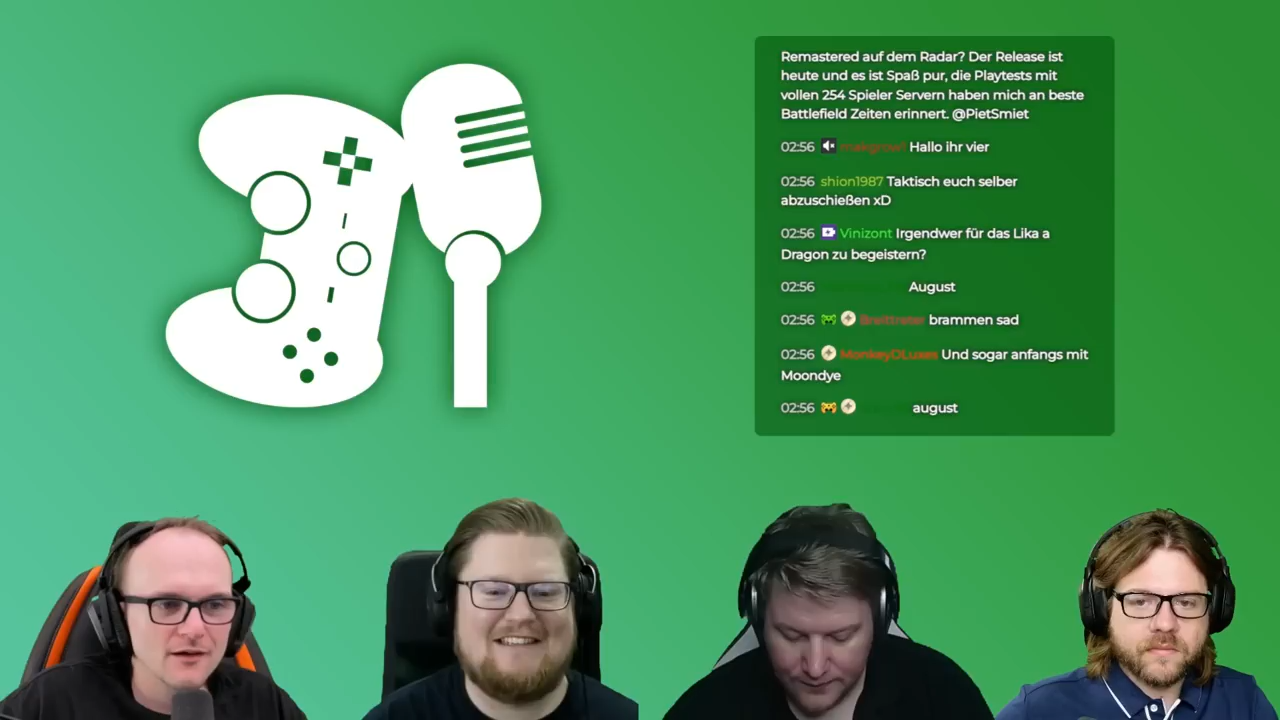 Remastered auf dem Radar? Der Release ist
heute und es ist Spaß pur, die Playtests mit
vollen 254 Spieler Servern haben mich an beste
Battlefield Zeiten erinnert. @PietSmiet
02:56 makgrow! Hallo ihr vier
02:56 shion1987 Taktisch euch selber
abzuschießen xD
02:56 Vinizont Irgendwer für das Lika a
Dragon zu begeistern?
02:56 August
02:56 brammen sad
02:56 MonkeyDLuxes Und sogar anfangs mit
Moondye
02:56 august